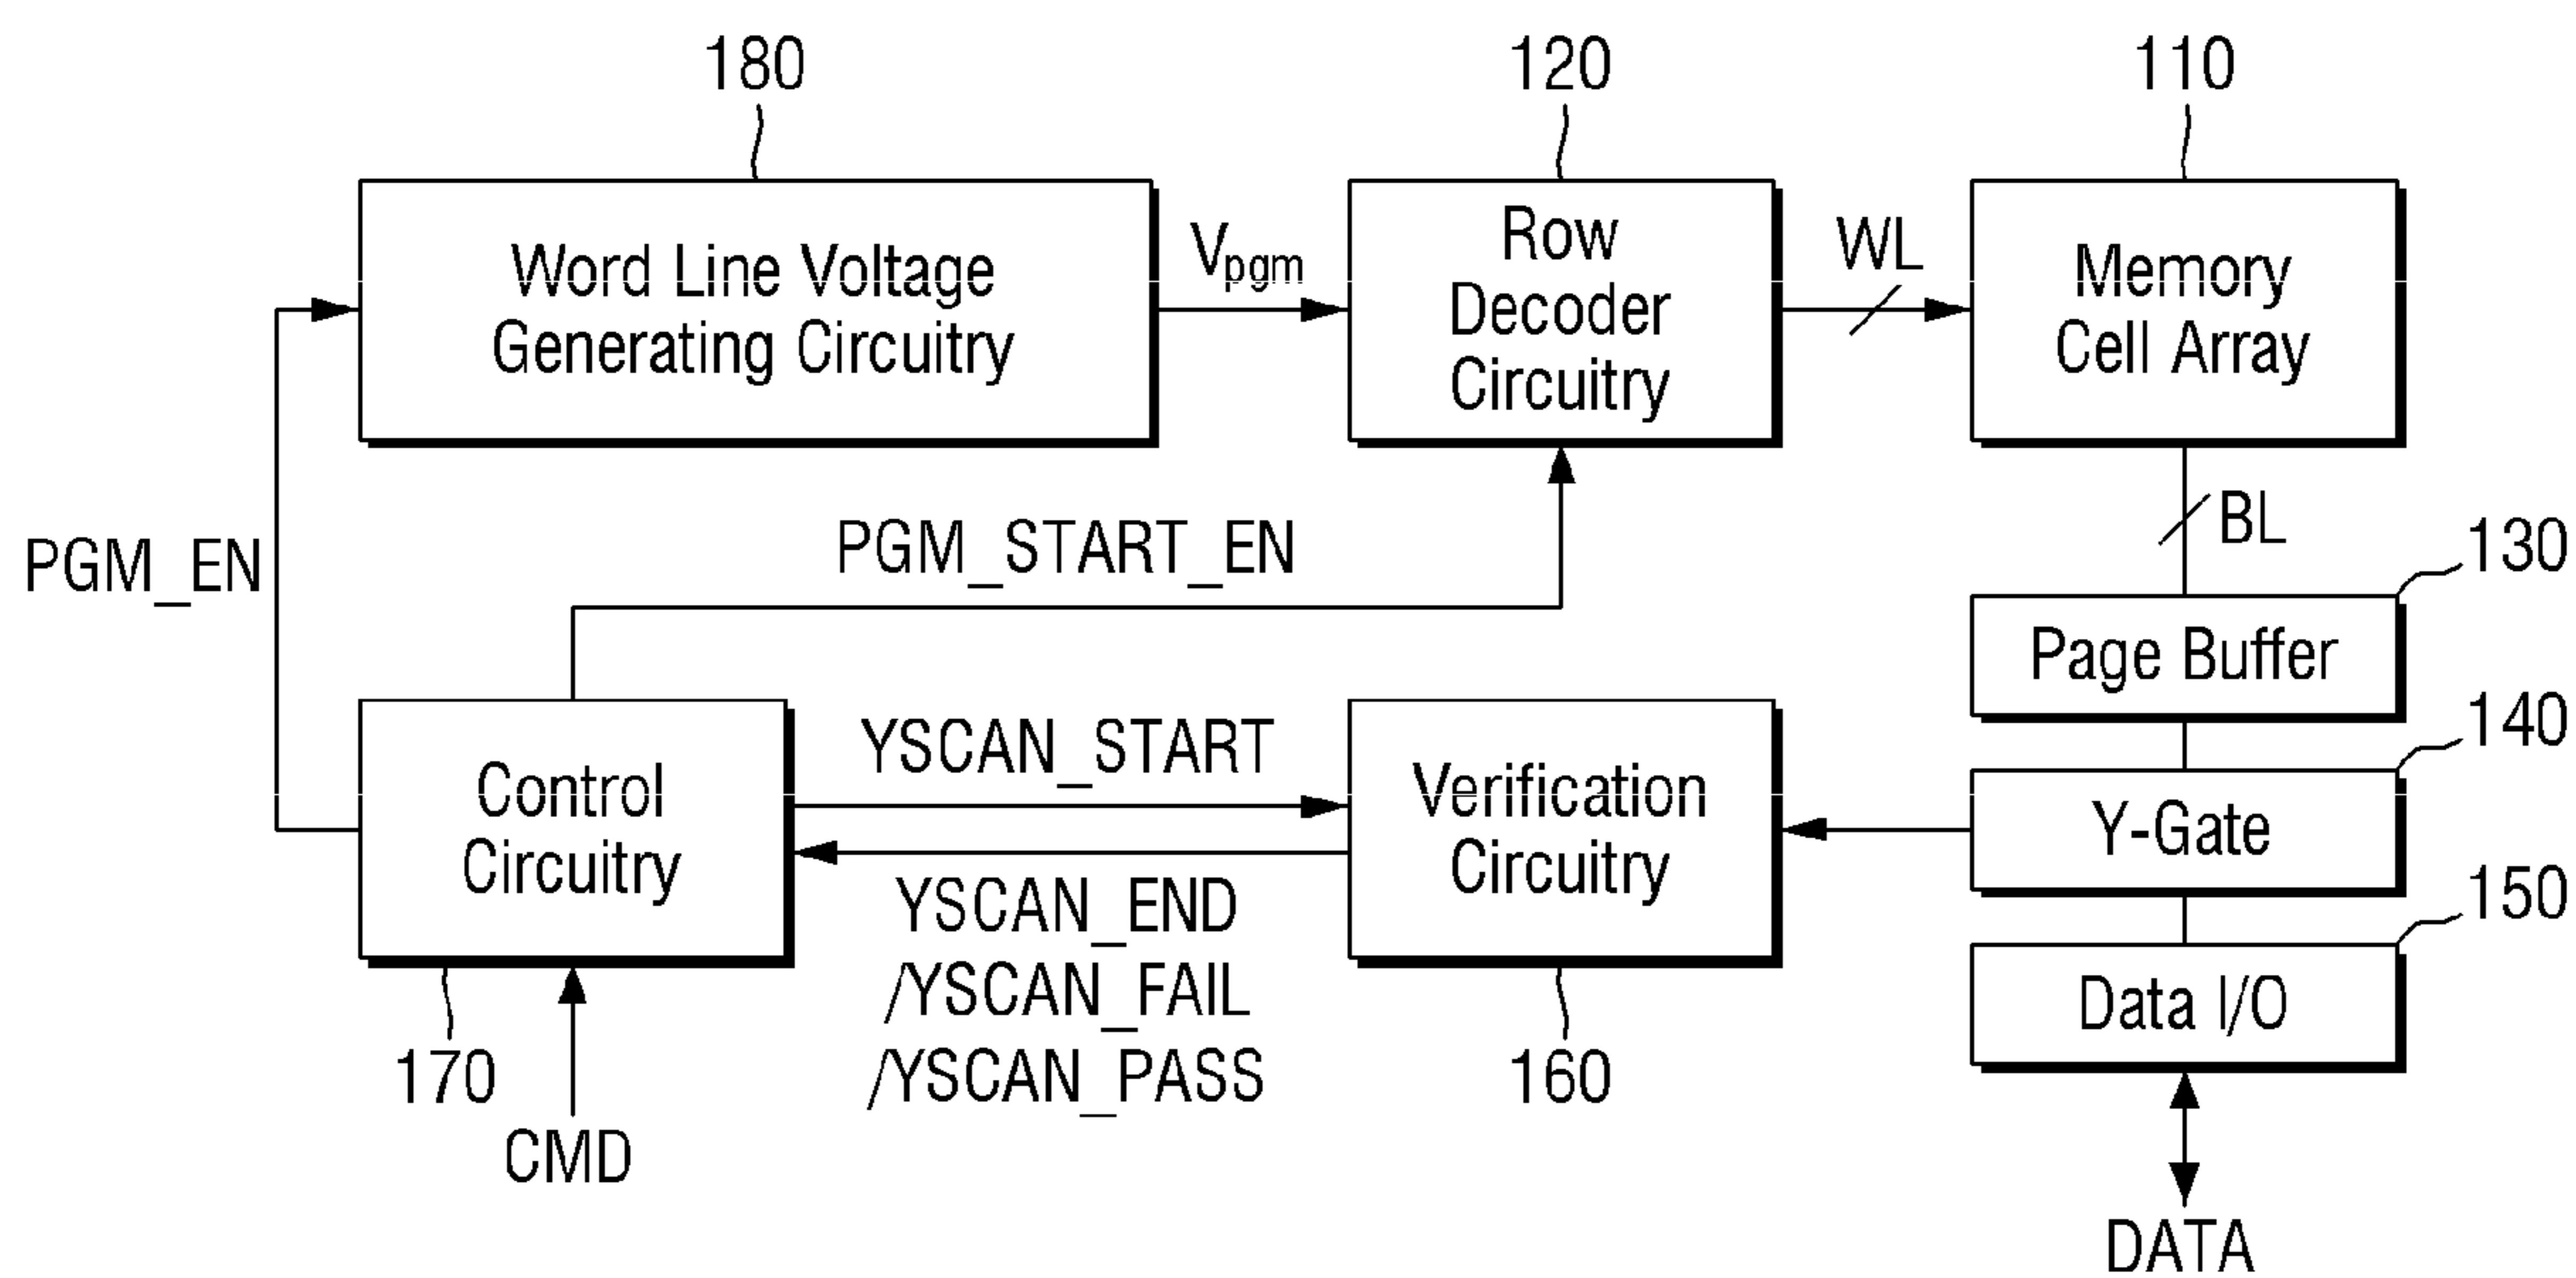 180
120
110
Word Line Voltage
Generating Circuitry
Vpgm
Row
Decoder
Circuitry
WL
Memory
Cell Array
PGM_EN
PGM_START_EN
BL
130
Page Buffer
140
Control
Circuitry
YSCAN_START
YSCAN_END
/YSCAN_FAIL
/YSCAN_PASS
Verification
Circuitry
Y-Gate
150
Data I/O
170
CMD
160
DATA